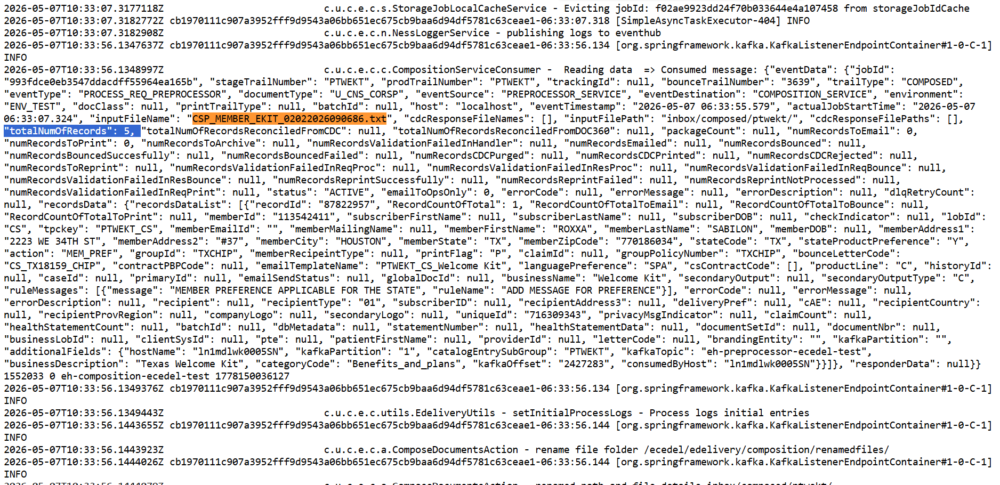 2026-05-07T10:33:07.3177118Z                            c.u.c.e.c.s.StorageJobLocalCacheService - Evicting jobId: f02ae9923dd24f70b033644e4a107458 from storageJobIdCache
2026-05-07T10:33:07.3182772Z cb1970111c907a3952fff9d9543a06bb651ec675cb9baa6d94df5781c63ceae1-06:33:07.318 [SimpleAsyncTaskExecutor-404] INFO
2026-05-07T10:33:07.3182908Z                            c.u.c.e.c.n.NessLoggerService - publishing logs to eventhub
2026-05-07T10:33:56.1347637Z cb1970111c907a3952fff9d9543a06bb651ec675cb9baa6d94df5781c63ceae1-06:33:56.134 [org.springframework.kafka.KafkaListenerEndpointContainer#1-0-C-1]
INFO
2026-05-07T10:33:56.1348997Z                            c.u.c.e.c.c.CompositionServiceConsumer -  Reading data  => Consumed message: {"eventData": {"jobId":
"993fdce0eb3547ddacdff55964ea165b", "stageTrailNumber": "PTWEKT", "prodTrailNumber": "PTWEKT", "trackingId": null, "bounceTrailNumber": "3639", "trailType": "COMPOSED",
"eventType": "PROCESS_REQ_PREPROCESSOR", "documentType": "U_CNS_CORSP", "eventSource": "PREPROCESSOR_SERVICE", "eventDestination": "COMPOSITION_SERVICE", "environment":
"ENV_TEST", "docClass": null, "printTrailType": null, "batchId": null, "host": "localhost", "eventTimestamp": "2026-05-07 06:33:55.579", "actualJobStartTime": "2026-05-07
06:33:07.324", "inputFileName": "CSP_MEMBER_EKIT_02022026090686.txt", "cdcResponseFileNames": [], "inputFilePath": "inbox/composed/ptwekt/", "cdcResponseFilePaths": [],
"totalNumOfRecords": 5, "totalNumOfRecordsReconciledFromCDC": null, "totalNumOfRecordsReconciledFromDOC360": null, "packageCount": null, "numRecordsToEmail": 0,
"numRecordsToPrint": 0, "numRecordsToArchive": null, "numRecordsValidationFailedInHandler": null, "numRecordsEmailed": null, "numRecordsBounced": null,
"numRecordsBouncedSuccesfully": null, "numRecordsBouncedFailed": null, "numRecordsCDCPurged": null, "numRecordsCDCPrinted": null, "numRecordsCDCRejected": null,
"numRecordsToReprint": null, "numRecordsValidationFailedInReqProc": null, "numRecordsValidationFailedInResProc": null, "numRecordsValidationFailedInReqBounce": null,
"numRecordsValidationFailedInResBounce": null, "numRecordsReprintSuccessfully": null, "numRecordsReprintFailed": null, "numRecordsReprintNotProcessed": null,
"numRecordsValidationFailedInReqPrint": null, "status": "ACTIVE", "emailToOpsOnly": 0, "errorCode": null, "errorMessage": null, "errorDescription": null, "dlqRetryCount":
null, "recordsData": {"recordsDataList": [{"recordId": "87822957", "RecordCountOfTotal": 1, "RecordCountOfTotalToEmail": null, "RecordCountOfTotalToBounce": null,
"RecordCountOfTotalToPrint": null, "memberId": "113542411", "subscriberFirstName": null, "subscriberLastName": null, "subscriberDOB": null, "checkIndicator": null, "lobId":
"CS", "tpckey": "PTWEKT_CS", "memberEmailId": "", "memberMailingName": null, "memberFirstName": "ROXXA", "memberLastName": "SABILON", "memberDOB": null, "memberAddress1":
"2223 WE 34TH ST", "memberAddress2": "#37", "memberCity": "HOUSTON", "memberState": "TX", "memberZipCode": "770186034", "stateCode": "TX", "stateProductPreference": "Y",
"action": "MEM_PREF", "groupId": "TXCHIP", "memberRecipeintType": null, "printFlag": "P", "claimId": null, "groupPolicyNumber": "TXCHIP", "bounceLetterCode":
"CS_TX18159_CHIP", "contractPBPCode": null, "emailTemplateName": "PTWEKT_CS_Welcome Kit", "languagePreference": "SPA", "csContractCode": [], "productLine": "C", "historyId":
null, "caseId": null, "primaryId": null, "emailSendStatus": null, "globalDocId": null, "businessName": "Welcome Kit", "secondaryOutput": null, "secondaryOutputType": "C",
"ruleMessages": [{"message": "MEMBER PREFERENCE APPLICABLE FOR THE STATE", "ruleName": "ADD MESSAGE FOR PREFERENCE"}], "errorCode": null, "errorMessage": null,
"errorDescription": null, "recipient": null, "recipientType": "01", "subscriberID": null, "recipientAddress3": null, "deliveryPref": null, "cAE": null, "recipientCountry":
null, "recipientProvRegion": null, "companyLogo": null, "secondaryLogo": null, "uniqueId": "716309343", "privacyMsgIndicator": null, "claimCount": null,
"healthStatementCount": null, "batchId": null, "dbMetadata": null, "statementNumber": null, "healthStatementData": null, "documentSetId": null, "documentNbr": null,
"businessLobId": null, "clientSysId": null, "pte": null, "patientFirstName": null, "providerId": null, "letterCode": null, "brandingEntity": "", "kafkaPartition": "",
"additionalFields": {"hostName": "ln1mdlwk0005SN", "kafkaPartition": "1", "catalogEntrySubGroup": "PTWEKT", "kafkaTopic": "eh-preprocessor-ecedel-test",
"businessDescription": "Texas Welcome Kit", "categoryCode": "Benefits_and_plans", "kafkaOffset": "2427283", "consumedByHost": "ln1mdlwk0005SN"}}]}, "responderData": null}}
1552033 0 eh-composition-ecedel-test 1778150036127
2026-05-07T10:33:56.1349376Z cb1970111c907a3952fff9d9543a06bb651ec675cb9baa6d94df5781c63ceae1-06:33:56.134 [org.springframework.kafka.KafkaListenerEndpointContainer#1-0-C-1]
INFO
2026-05-07T10:33:56.1349443Z                            c.u.c.e.c.utils.EdeliveryUtils - setInitialProcessLogs - Process logs initial entries
2026-05-07T10:33:56.1443655Z cb1970111c907a3952fff9d9543a06bb651ec675cb9baa6d94df5781c63ceae1-06:33:56.144 [org.springframework.kafka.KafkaListenerEndpointContainer#1-0-C-1]
INFO
2026-05-07T10:33:56.1443923Z                            c.u.c.e.c.a.ComposeDocumentsAction - rename file folder /ecedel/edelivery/composition/renamedfiles/
2026-05-07T10:33:56.1444026Z cb1970111c907a3952fff9d9543a06bb651ec675cb9baa6d94df5781c63ceae1-06:33:56.144 [org.springframework.kafka.KafkaListenerEndpointContainer#1-0-C-1]
INFO